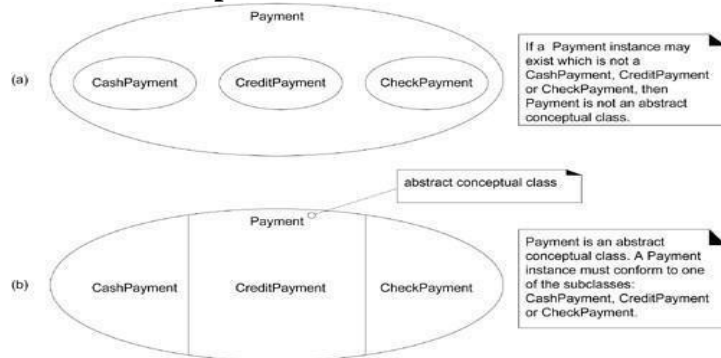 Payment
(a)
CashPayment
CreditPayment
CheckPayment
If a Payment instance may
exist which is not a
CashPayment, CreditPayment
or CheckPayment, then
Payment is not an abstract
conceptual class.
abstract conceptual class
Payment
(b)
CashPayment
CreditPayment
CheckPayment
Payment is an abstract
conceptual class. A Payment
instance must conform to one
of the subclasses:
CashPayment, CreditPayment
or CheckPayment.